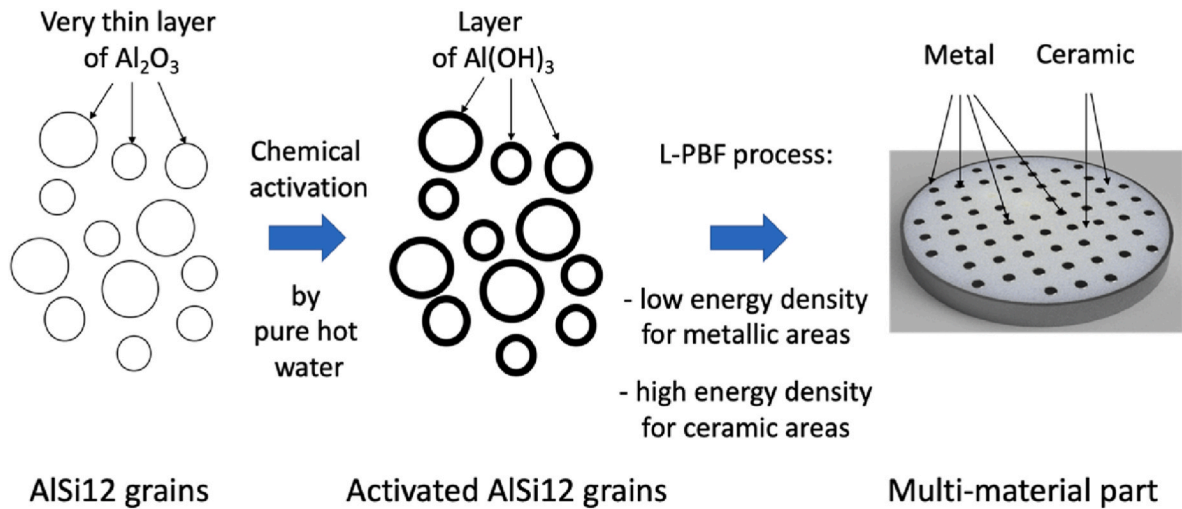 Very thin layer
of Al₂O₃
Layer
of Al(OH)₃
Metal
Ceramic
Chemical
activation
by
pure hot
water
L-PBF process:
- low energy density
for metallic areas
- high energy density
for ceramic areas
AlSi12 grains
Activated AlSi12 grains
Multi-material part